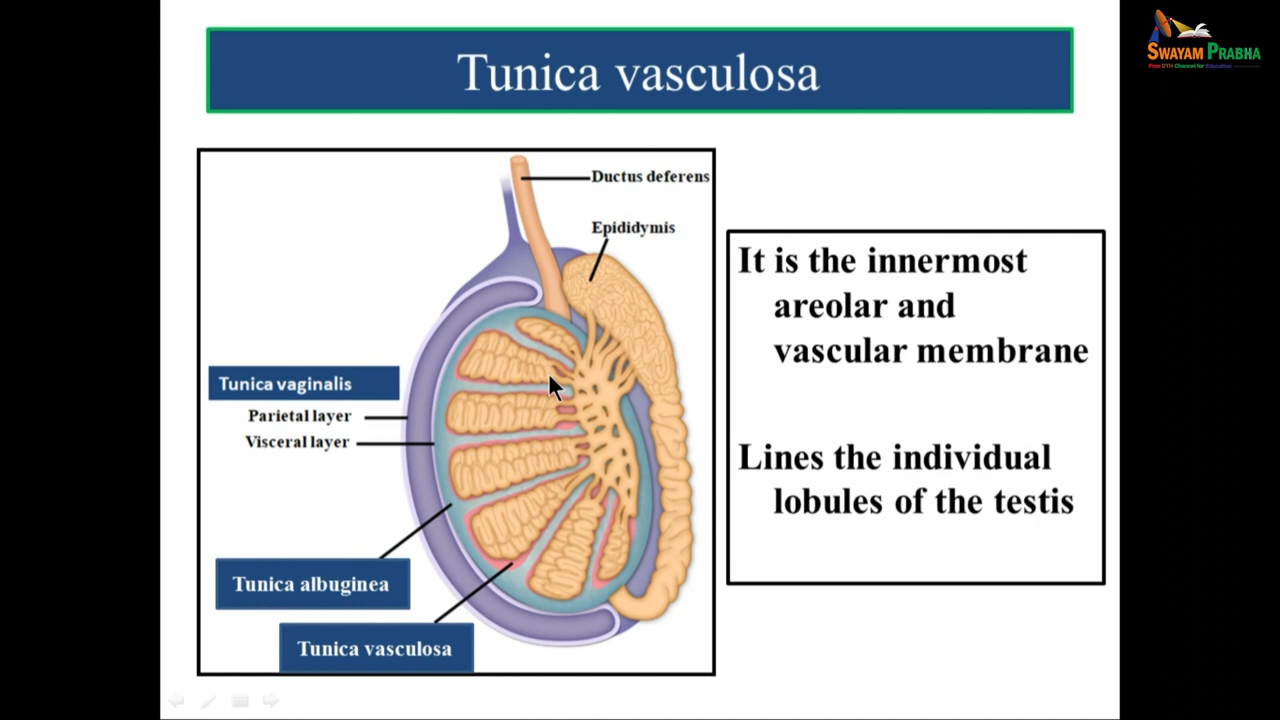 SWAYAM PRABHA
Free DTH Channel for Education
Tunica vasculosa
Ductus deferens
Epididymis
Tunica vaginalis
Parietal layer
Visceral layer
Tunica albuginea
Tunica vasculosa
It is the innermost
areolar and
vascular membrane
Lines the individual
lobules of the testis